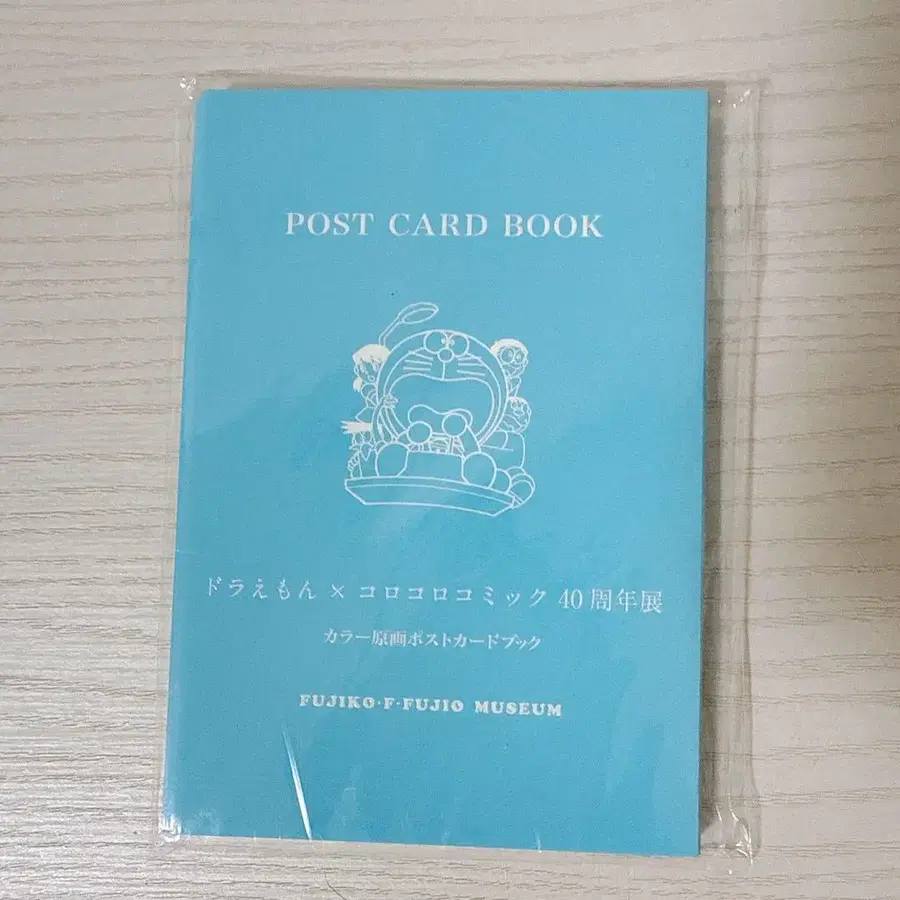 POST CARD BOOK
ドラえもん×コロコロコミック 40周年展
カラー原画ポストカードブック
FUJIKO·F·FUJIO MUSEUM